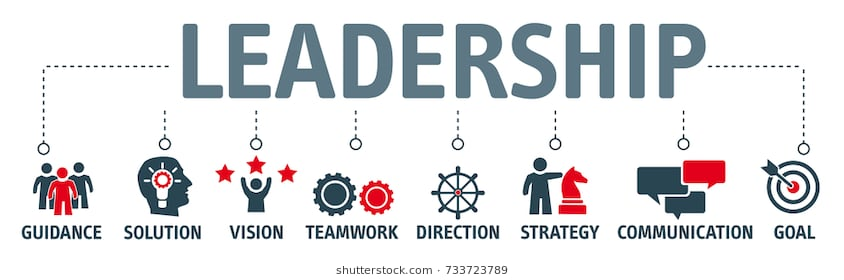 LEADERSHIP
GUIDANCE SOLUTION VISION TEAMWORK DIRECTION STRATEGY COMMUNICATION GOAL
shutterstock.com • 733723789